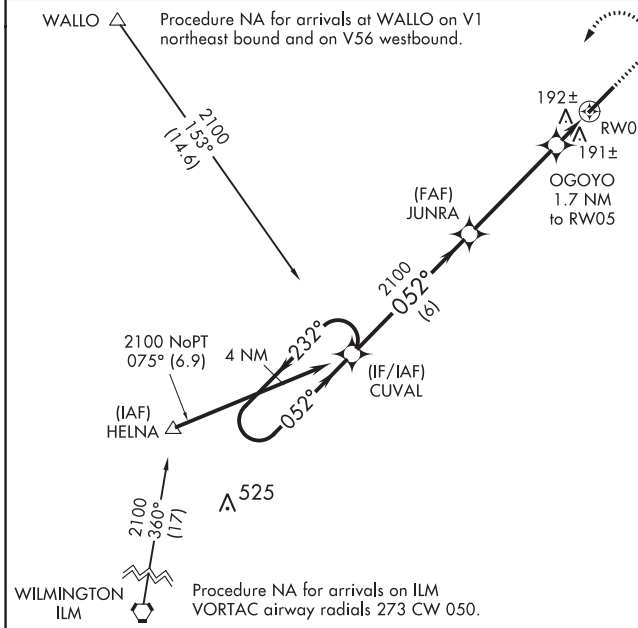 WALLO
Procedure NA for arrivals at WALLO on V1
northeast bound and on V56 westbound.
2100
153°
(14.6)
192±
RW0
191±
OGOYO
1.7 NM
to RW05
(FAF)
JUNRA
2100
052°
(6)
2100 NoPT
075° (6.9)
4 NM
232°
052°
(IF/IAF)
CUVAL
(IAF)
HELNA
2100
360°
(17)
525
WILMINGTON
ILM
Procedure NA for arrivals on ILM
VORTAC airway radials 273 CW 050.